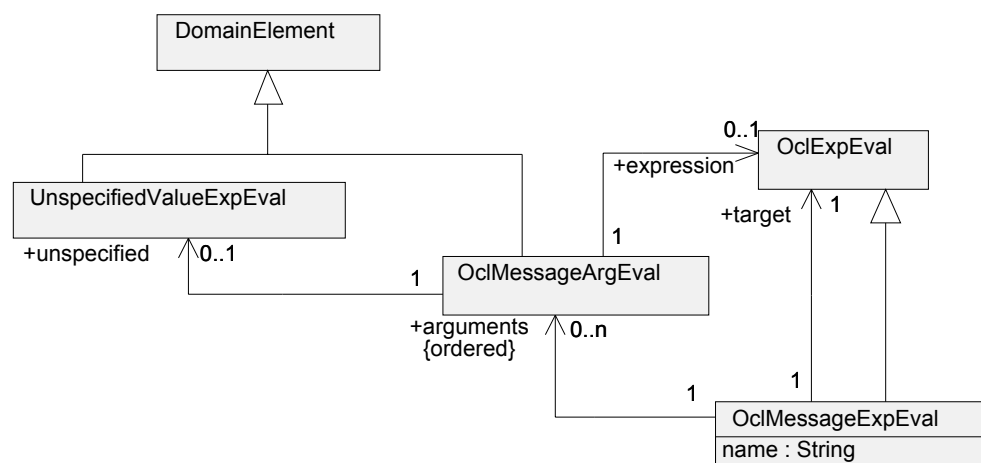 DomainElement
0..1
OclExpEval
+expression
UnspecifiedValueExpEval
+target
1
+unspecified
0..1
1
OclMessageArgEval
1
+arguments
{ordered}
0..n
1
1
OclMessageExpEval
name : String